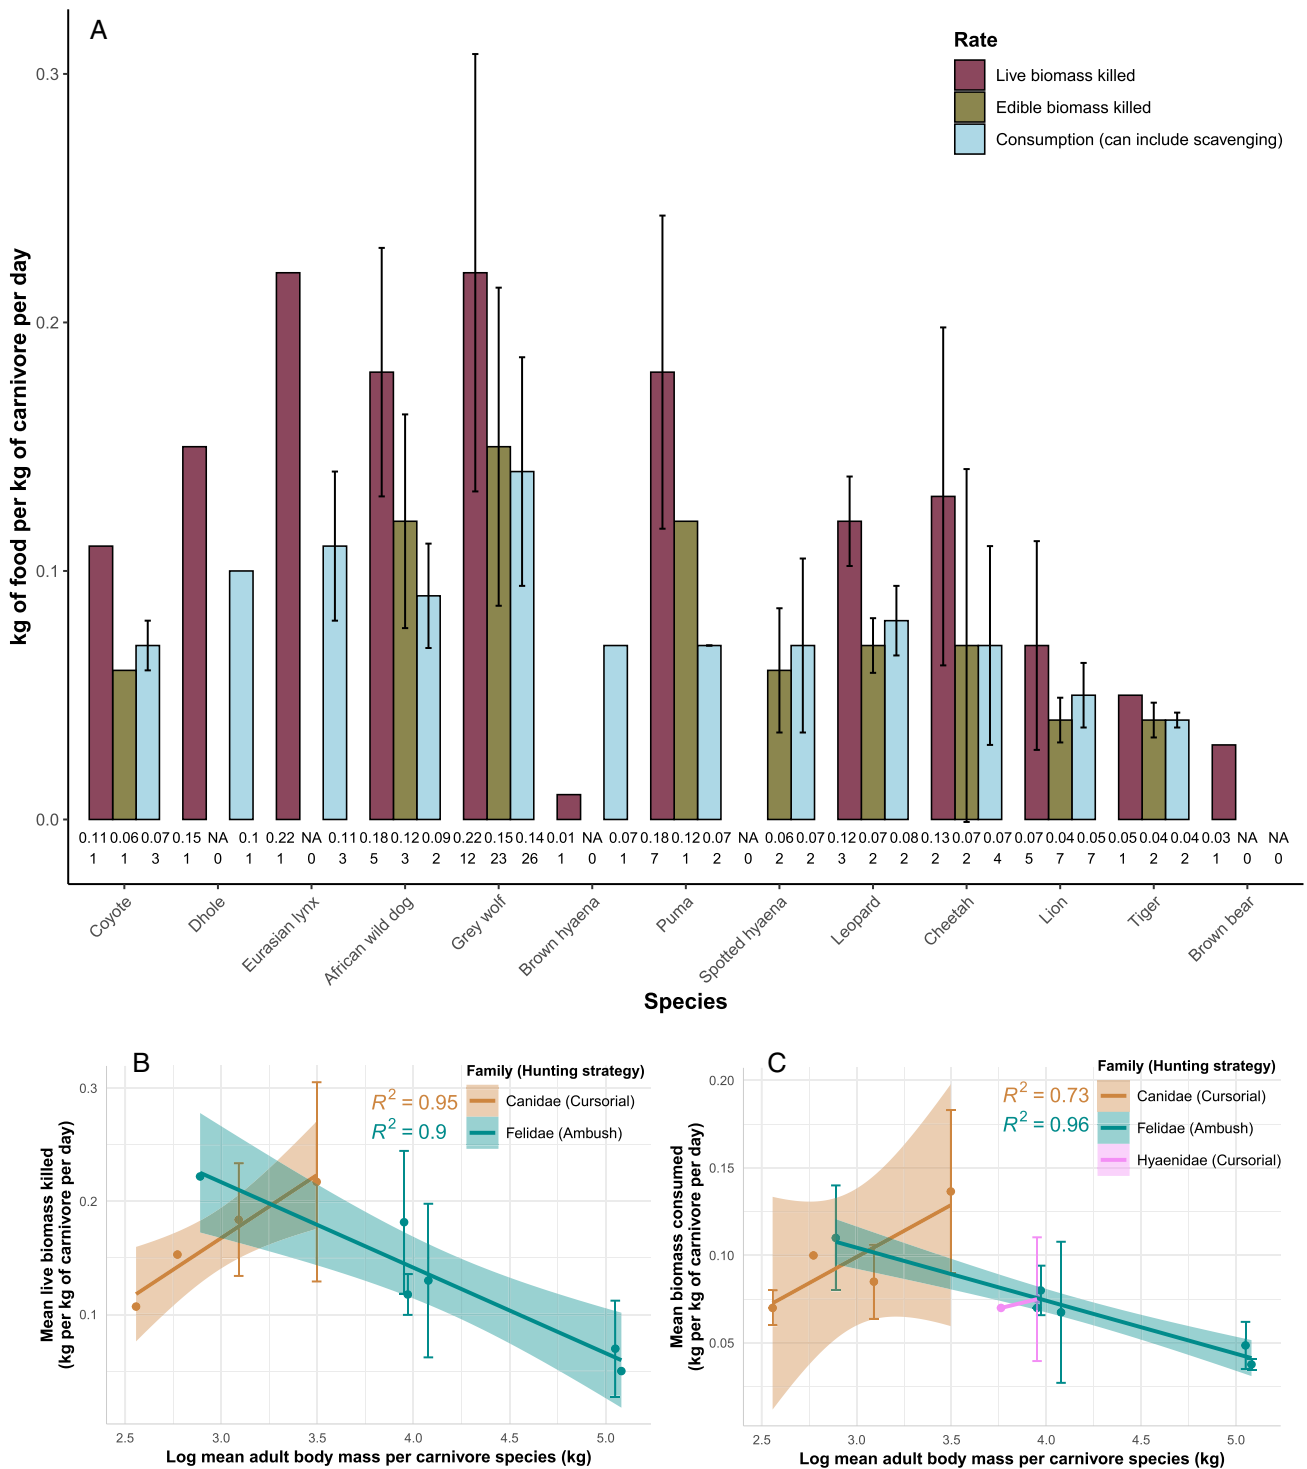 A
Rate
Live biomass killed
Edible biomass killed
Consumption (can include scavenging)
kg of food per kg of carnivore per day
0.3
0.2
0.1
0.0
0.11 0.06 0.07 0.15 NA 0.1 0.22 NA 0.11 0.18 0.12 0.09 0.22 0.15 0.14 0.01 NA 0.07 0.18 0.12 0.07 NA 0.06 0.07 0.12 0.07 0.08 0.13 0.07 0.07 0.07 0.04 0.05 0.05 0.04 0.04 0.03 NA NA
1 1 3 1 0 1 1 0 3 5 3 2 12 23 26 1 0 1 7 1 2 0 2 2 3 2 2 2 2 4 5 7 7 1 2 2 1 0 0
Coyote
Dhole
Eurasian lynx
African wild dog
Grey wolf
Brown hyaena
Puma
Spotted hyaena
Leopard
Cheetah
Lion
Tiger
Brown bear
Species
B
Family (Hunting strategy)
Canidae (Cursorial)
Felidae (Ambush)
R² = 0.95
R² = 0.9
Mean live biomass killed
(kg per kg of carnivore per day)
0.3
0.2
0.1
2.5 3.0 3.5 4.0 4.5 5.0
Log mean adult body mass per carnivore species (kg)
C
Family (Hunting strategy)
Canidae (Cursorial)
Felidae (Ambush)
Hyaenidae (Cursorial)
R² = 0.73
R² = 0.96
Mean biomass consumed
(kg per kg of carnivore per day)
0.20
0.15
0.10
0.05
2.5 3.0 3.5 4.0 4.5 5.0
Log mean adult body mass per carnivore species (kg)